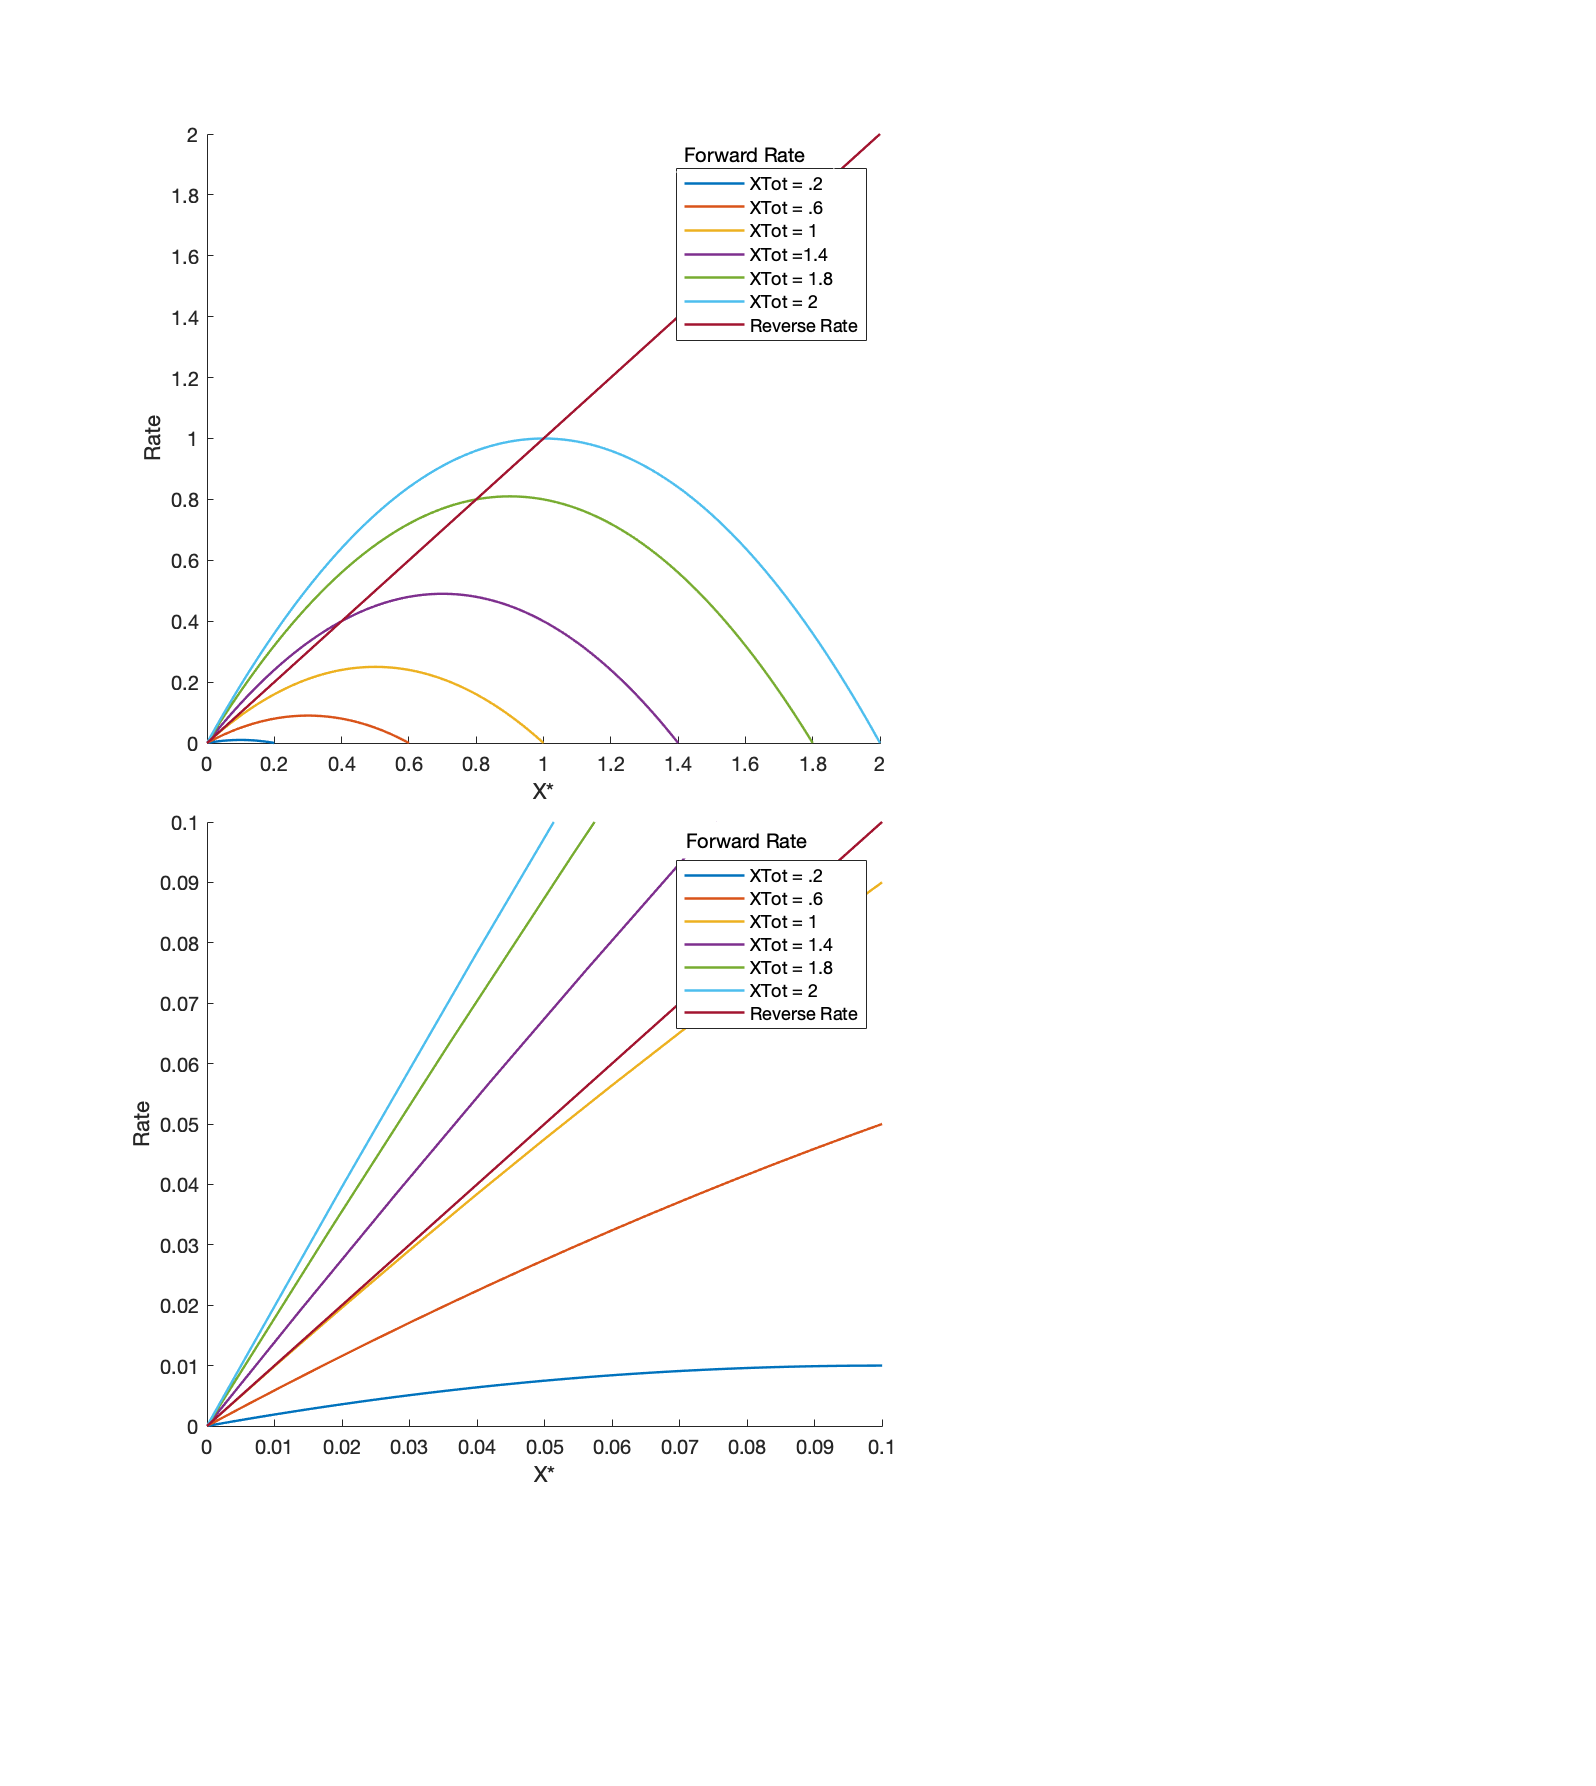 2
1.8
1.6
1.4
1.2
1
0.8
0.6
0.4
0.2
0
Rate
Forward Rate
XTot = .2
XTot = .6
XTot = 1
XTot =1.4
XTot = 1.8
XTot = 2
Reverse Rate
0 0.2 0.4 0.6 0.8 1 1.2 1.4 1.6 1.8 2
X*
0.1
0.09
0.08
0.07
0.06
0.05
0.04
0.03
0.02
0.01
0
Rate
Forward Rate
XTot = .2
XTot = .6
XTot = 1
XTot = 1.4
XTot = 1.8
XTot = 2
Reverse Rate
0 0.01 0.02 0.03 0.04 0.05 0.06 0.07 0.08 0.09 0.1
X*